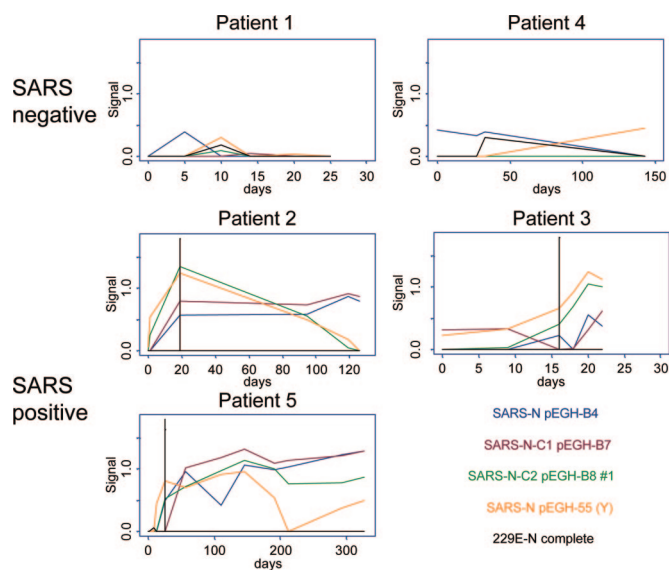 Patient 1
Patient 4
SARS
negative
Signal
0.0
1.0
0
5
10
15
20
25
30
days
Signal
0.0
1.0
0
50
100
150
days
Patient 2
Patient 3
Signal
0.0
1.0
0
20
40
60
80
100
120
days
Signal
0.0
1.0
0
5
10
15
20
25
30
days
SARS
positive
Patient 5
Signal
0.0
1.0
0
100
200
300
days
SARS-N pEGH-B4
SARS-N-C1 pEGH-B7
SARS-N-C2 pEGH-B8 #1
SARS-N pEGH-55 (Y)
229E-N complete